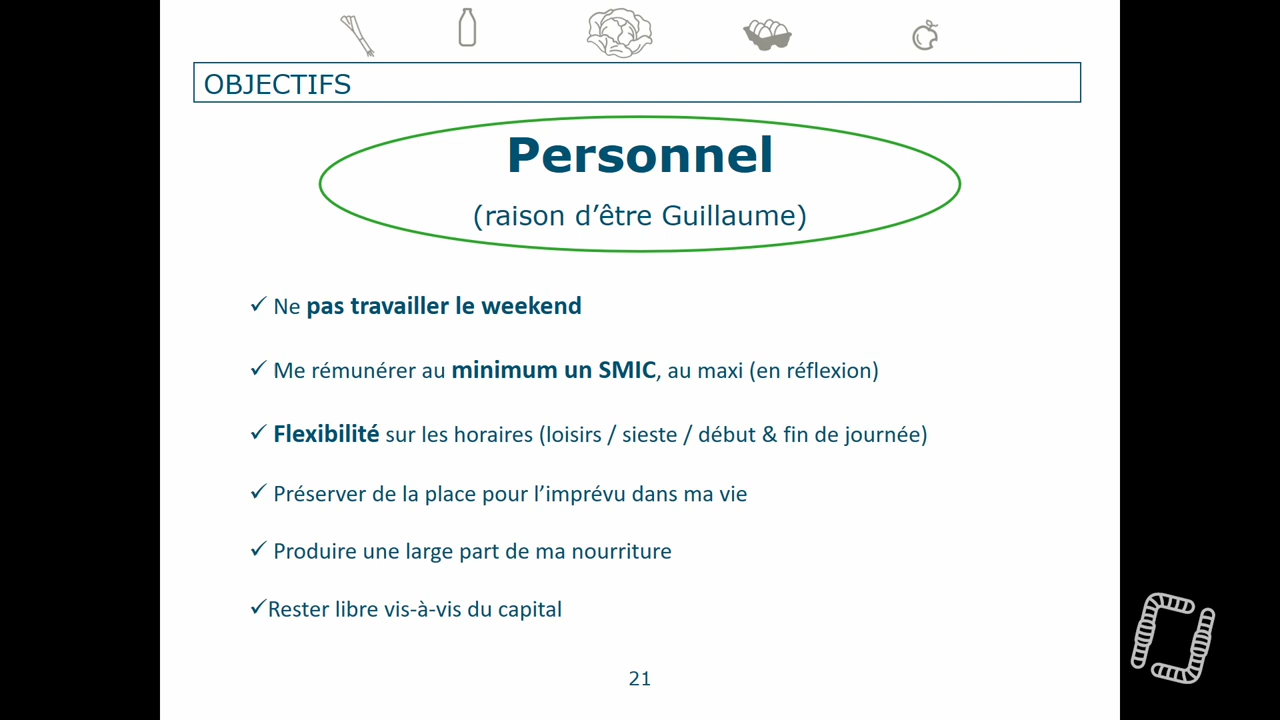 OBJECTIFS
Personnel
(raison d’être Guillaume)
✓ Ne pas travailler le weekend
✓ Me rémunérer au minimum un SMIC, au maxi (en réflexion)
✓ Flexibilité sur les horaires (loisirs / sieste / début & fin de journée)
✓ Préserver de la place pour l’imprévu dans ma vie
✓ Produire une large part de ma nourriture
✓Rester libre vis-à-vis du capital
21